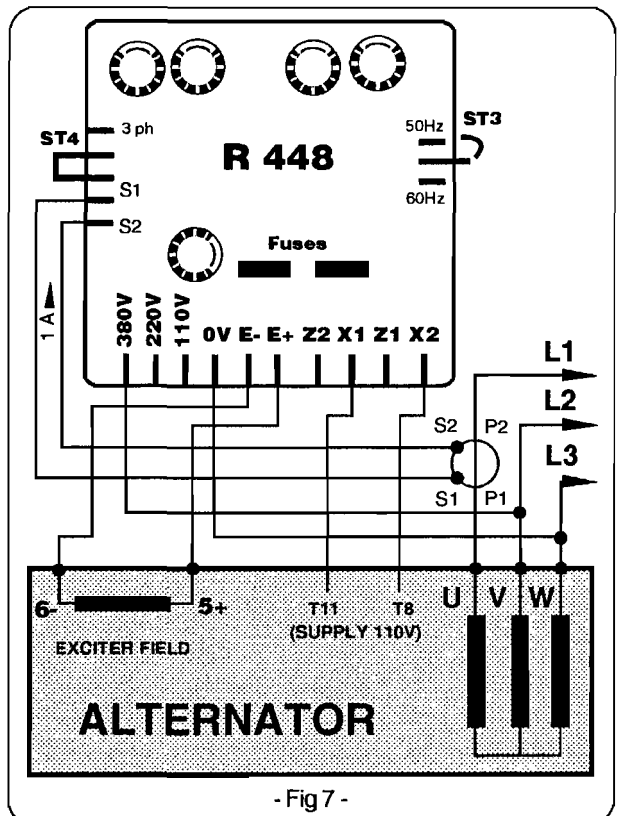 ST4
3 ph
S1
S2
R 448
50Hz
ST3
60Hz
Fuses
1 A
380V 220V 110V 0V E- E+ Z2 X1 Z1 X2
L1
L2
L3
S2 P2
S1 P1
6- 5+
EXCITER FIELD
T11 T8
(SUPPLY 110V)
U V W
ALTERNATOR
- Fig 7 -